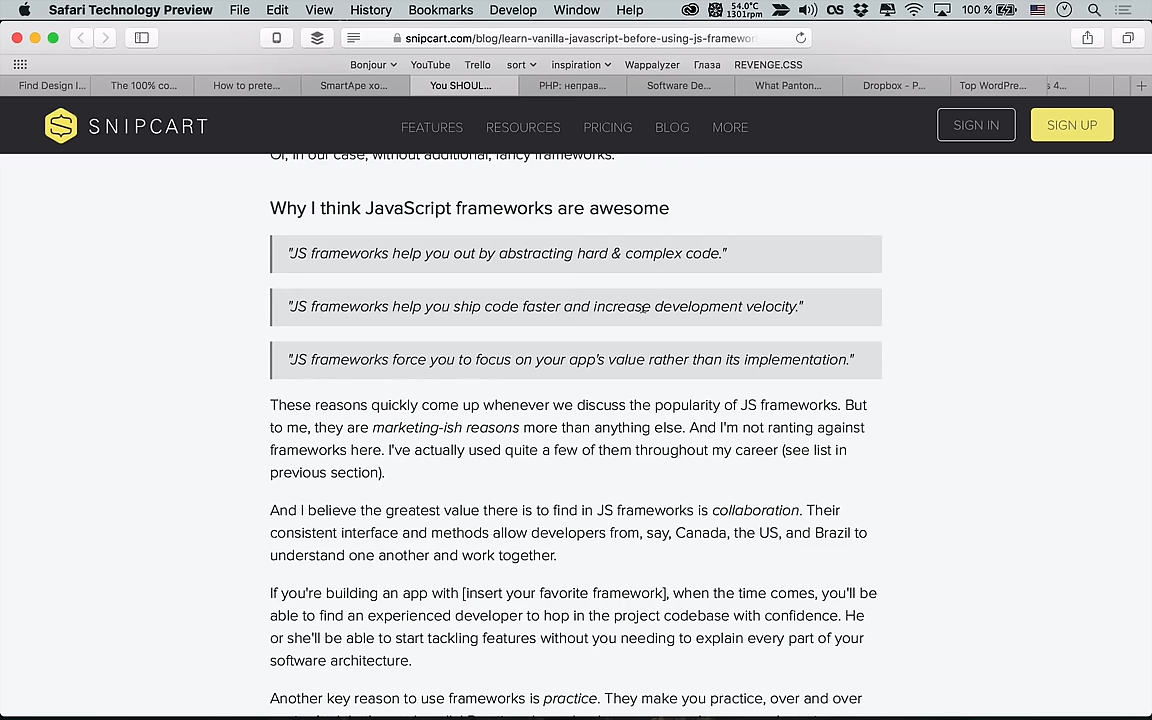 Safari Technology Preview File Edit View History Bookmarks Develop Window Help 54.0°C 1301rpm 100 %
snipcart.com/blog/learn-vanilla-javascript-before-using-js-framewor
Bonjour YouTube Trello sort inspiration Wappalyzer Глаза REVENGE.CSS
Find Design I... The 100% co... How to prete... SmartApe хо... You SHOUL... PHP: неправ... Software De... What Panton... Dropbox - P... Top WordPre... s 4...
SNIPCART FEATURES RESOURCES PRICING BLOG MORE SIGN IN SIGN UP
Or, in our case, without additional, fancy frameworks.
Why I think JavaScript frameworks are awesome
"JS frameworks help you out by abstracting hard & complex code."
"JS frameworks help you ship code faster and increase development velocity."
"JS frameworks force you to focus on your app's value rather than its implementation."
These reasons quickly come up whenever we discuss the popularity of JS frameworks. But
to me, they are marketing-ish reasons more than anything else. And I'm not ranting against
frameworks here. I've actually used quite a few of them throughout my career (see list in
previous section).
And I believe the greatest value there is to find in JS frameworks is collaboration. Their
consistent interface and methods allow developers from, say, Canada, the US, and Brazil to
understand one another and work together.
If you're building an app with [insert your favorite framework], when the time comes, you'll be
able to find an experienced developer to hop in the project codebase with confidence. He
or she'll be able to start tackling features without you needing to explain every part of your
software architecture.
Another key reason to use frameworks is practice. They make you practice, over and over